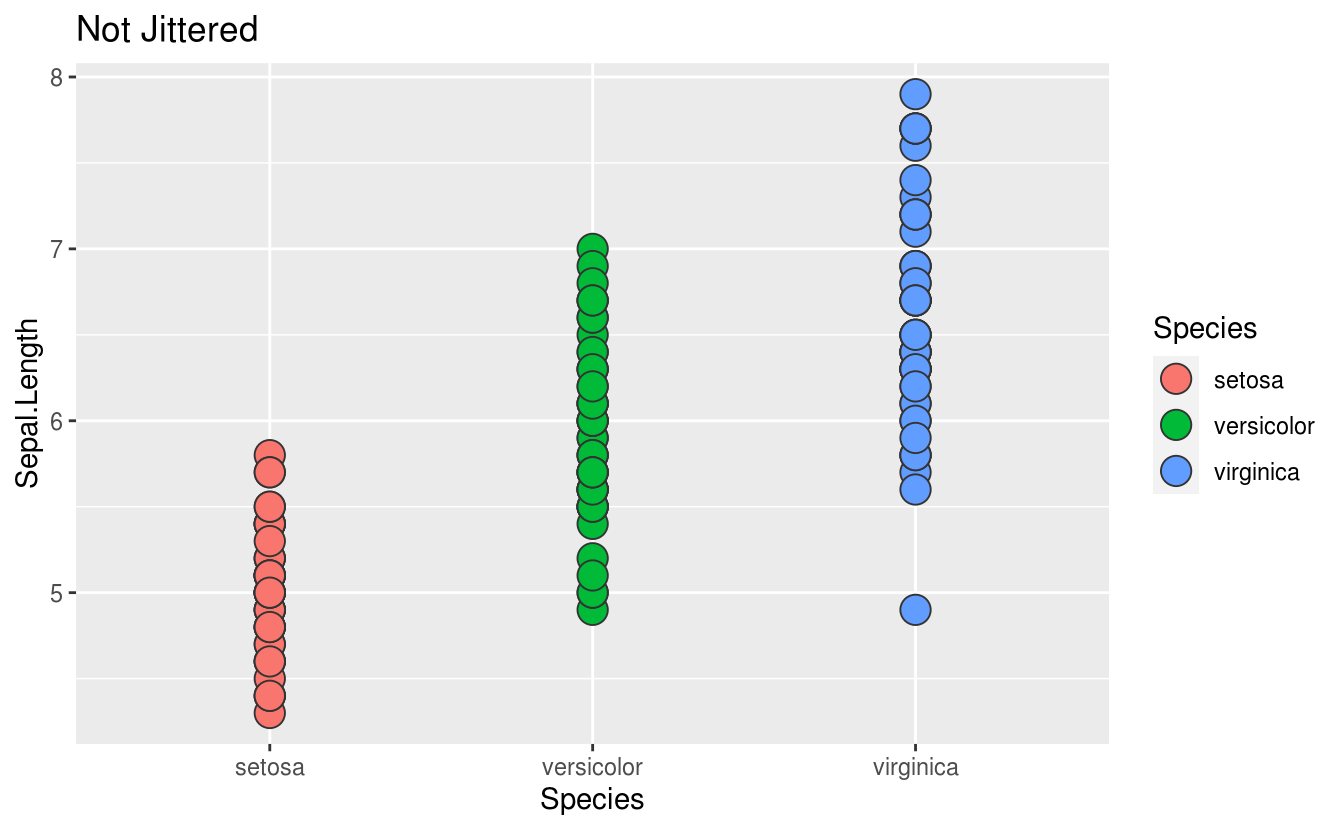 Not Jittered
8
7
6
5
Sepal.Length
setosa
versicolor
virginica
Species
Species
setosa
versicolor
virginica